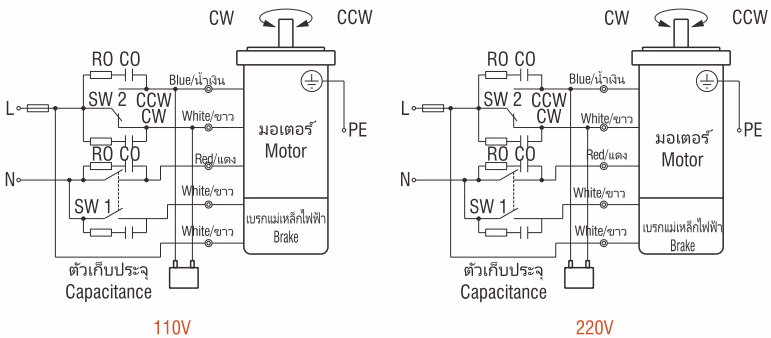 CW CCW
RO CO
Blue/น้ำเงิน
L
SW 2 CCW
CW
White/ขาว
PE
มอเตอร์
Motor
RO CO
Red/แดง
N
White/ขาว
SW 1
เบรกแม่เหล็กไฟฟ้า
Brake
White/ขาว
ตัวเก็บประจุ
Capacitance
110V
CW CCW
RO CO
Blue/น้ำเงิน
L
SW 2 CCW
CW
White/ขาว
PE
มอเตอร์
Motor
RO CO
Red/แดง
N
White/ขาว
SW 1
เบรกแม่เหล็กไฟฟ้า
Brake
White/ขาว
ตัวเก็บประจุ
Capacitance
220V